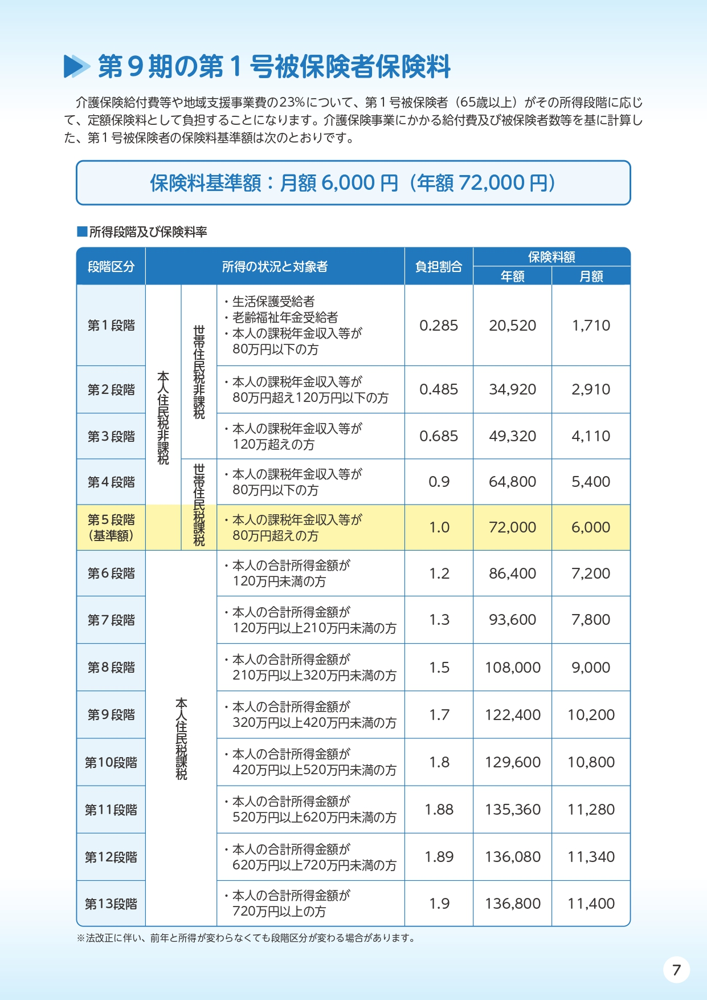 第９期の第１号被保険者保険料
介護保険給付費等や地域支援事業費の23%について、第１号被保険者（65歳以上）がその所得段階に応じ
て、定額保険料として負担することになります。介護保険事業にかかる給付費及び被保険者数等を基に計算し
た、第１号被保険者の保険料基準額は次のとおりです。
保険料基準額：月額 6,000 円（年額 72,000 円）
■所得段階及び保険料率
段階区分 所得の状況と対象者 負担割合 保険料額
年額 月額
本人住民税非課税
世帯住民税非課税
第１段階
・生活保護受給者
・老齢福祉年金受給者
・本人の課税年金収入等が
80万円以下の方
0.285 20,520 1,710
第２段階
・本人の課税年金収入等が
80万円超え120万円以下の方
0.485 34,920 2,910
第３段階
・本人の課税年金収入等が
120万超えの方
0.685 49,320 4,110
世帯住民税課税
第４段階
・本人の課税年金収入等が
80万円以下の方
0.9 64,800 5,400
第５段階
（基準額）
・本人の課税年金収入等が
80万円超えの方
1.0 72,000 6,000
本人住民税課税
第６段階
・本人の合計所得金額が
120万円未満の方
1.2 86,400 7,200
第７段階
・本人の合計所得金額が
120万円以上210万円未満の方
1.3 93,600 7,800
第８段階
・本人の合計所得金額が
210万円以上320万円未満の方
1.5 108,000 9,000
第９段階
・本人の合計所得金額が
320万円以上420万円未満の方
1.7 122,400 10,200
第10段階
・本人の合計所得金額が
420万円以上520万円未満の方
1.8 129,600 10,800
第11段階
・本人の合計所得金額が
520万円以上620万円未満の方
1.88 135,360 11,280
第12段階
・本人の合計所得金額が
620万円以上720万円未満の方
1.89 136,080 11,340
第13段階
・本人の合計所得金額が
720万円以上の方
1.9 136,800 11,400
※法改正に伴い、前年と所得が変わらなくても段階区分が変わる場合があります。
7